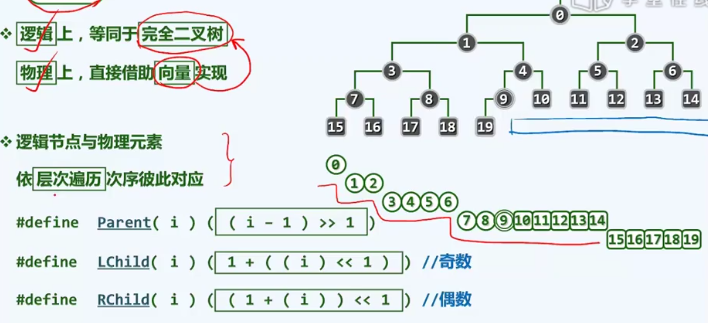 0
❖ 逻辑上，等同于完全二叉树
1 2
物理上，直接借助向量实现
3 4 5 6
7 8 9 10 11 12 13 14
15 16 17 18 19
❖ 逻辑节点与物理元素
依层次遍历次序彼此对应
0
1 2
3 4 5 6
7 8 9 10 11 12 13 14
15 16 17 18 19
#define Parent( i ) ( ( i - 1 ) >> 1 )
#define LChild( i ) ( 1 + ( ( i ) << 1 ) ) //奇数
#define RChild( i ) ( ( 1 + ( i ) ) << 1 ) //偶数